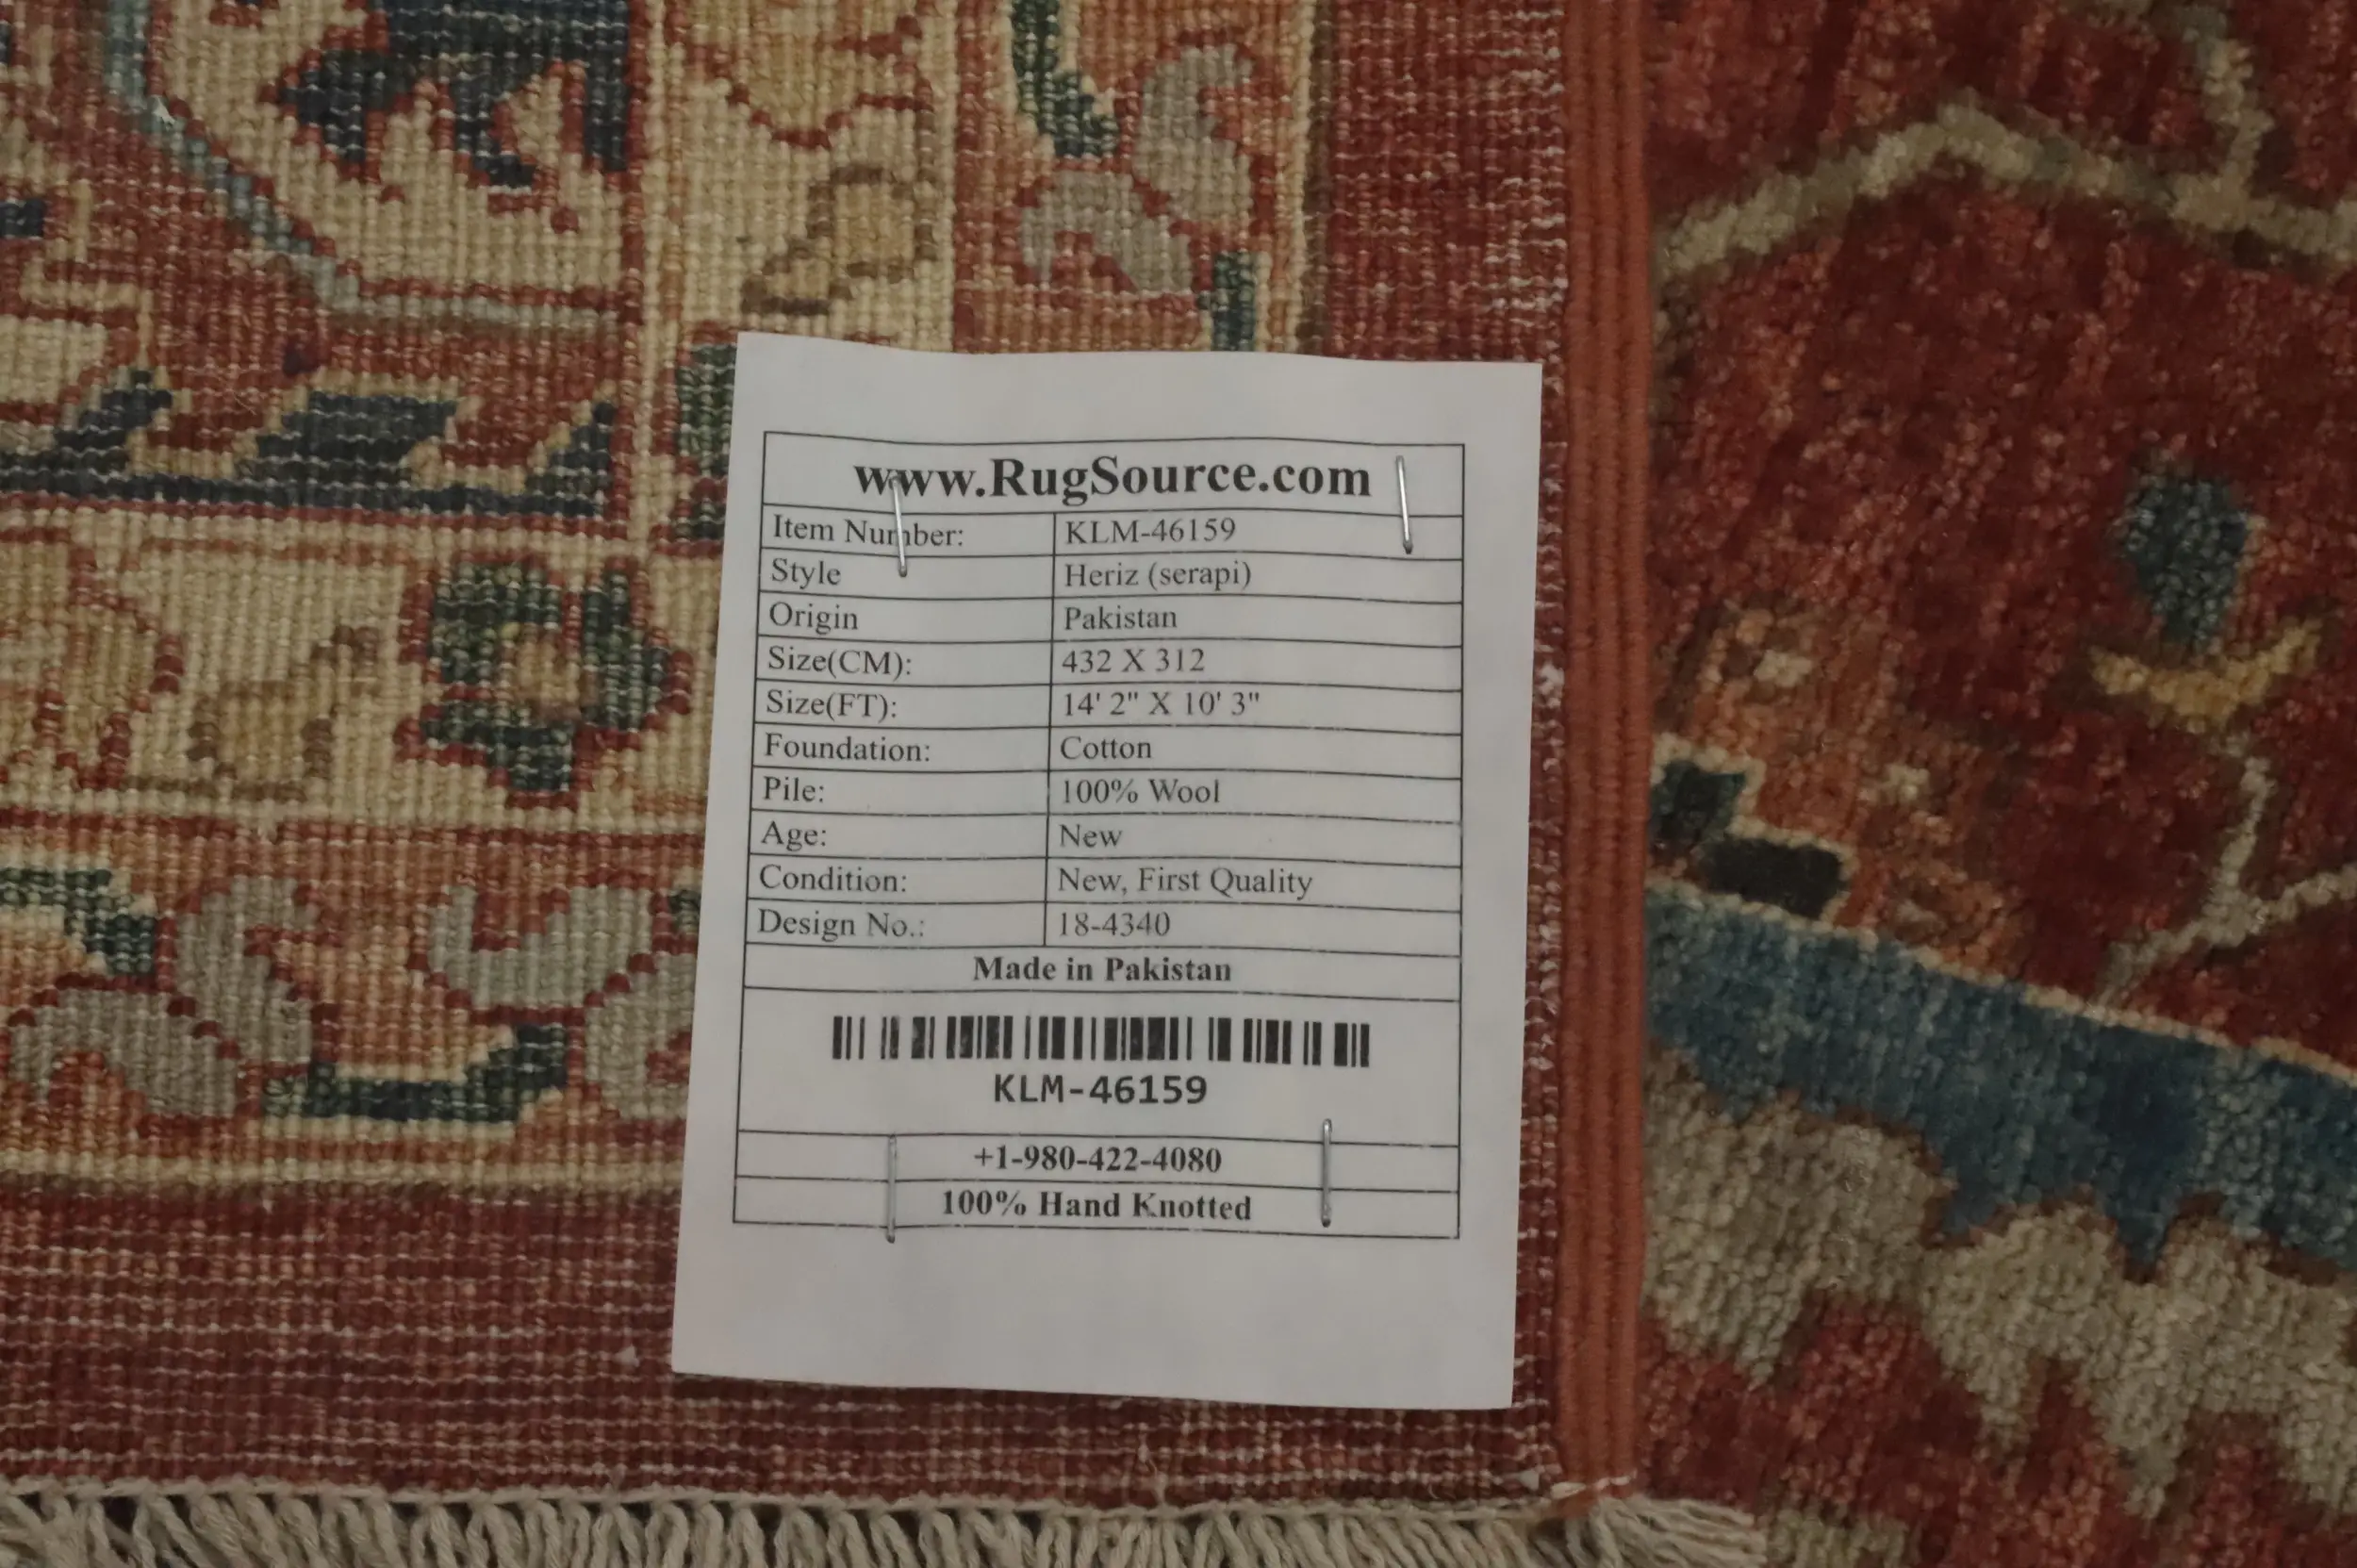 www.RugSource.com
Item Number: KLM-46159
Style Heriz (serapi)
Origin Pakistan
Size(CM): 432 X 312
Size(FT): 14' 2" X 10' 3"
Foundation: Cotton
Pile: 100% Wool
Age: New
Condition: New, First Quality
Design No.: 18-4340
Made in Pakistan
KLM-46159
+1-980-422-4080
100% Hand Knotted